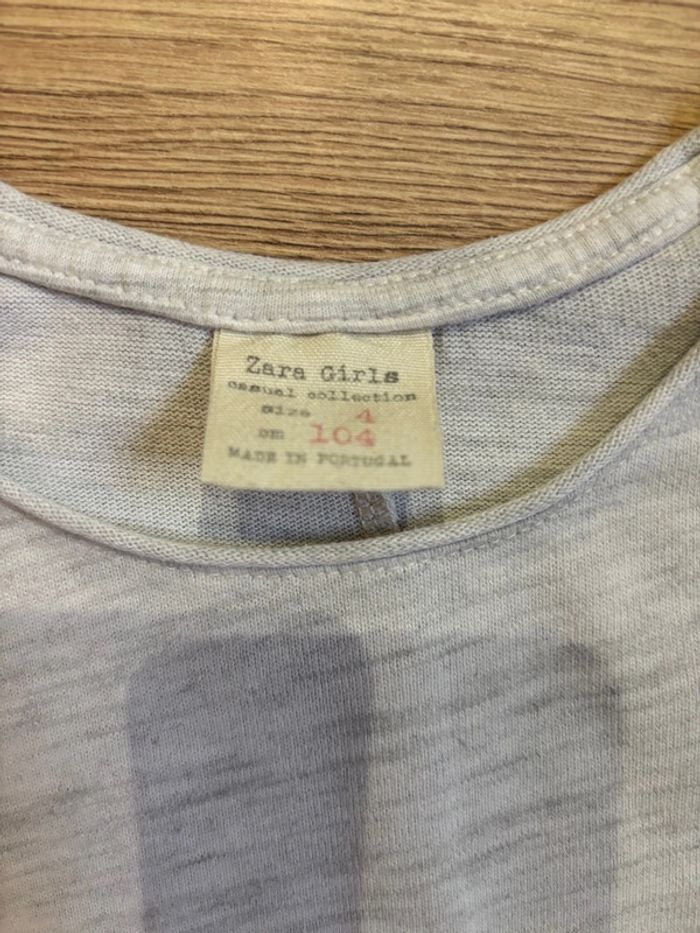 Zara Girls
casual collection
size 4
cm 104
MADE IN PORTUGAL